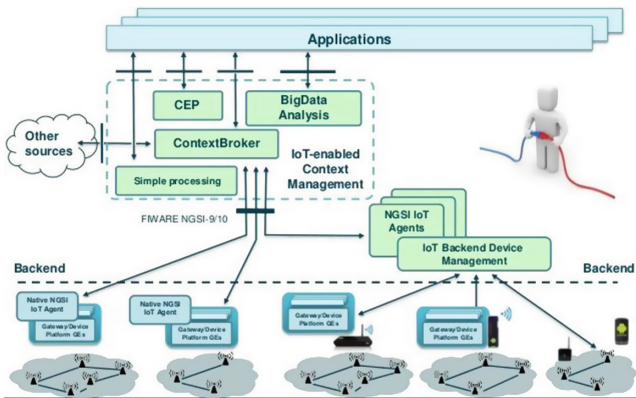 Applications
CEP
BigData
Analysis
Other
sources
ContextBroker
IoT-enabled
Context
Management
Simple processing
FIWARE NGSI-9/10
NGSI IoT
Agents
IoT Backend Device
Management
Backend
Backend
Native NGSI
IoT Agent
Gateway/Device
Platform GEs
Native NGSI
IoT Agent
Gateway/Device
Platform GEs
Gateway/Device
Platform GEs
Gateway/Device
Platform GEs